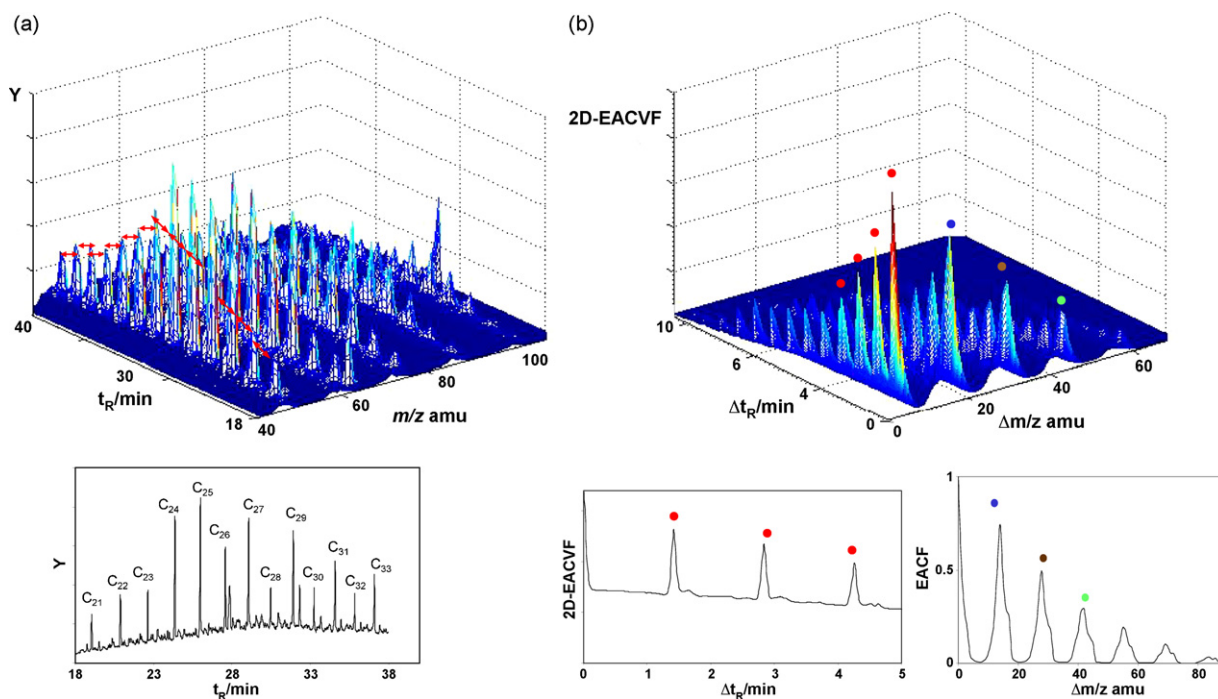 (a)
Y
40
30
18
t_R/min
40
60
80
100
m/z amu
(b)
2D-EACVF
10
6
4
0
Δt_R/min
0
20
40
60
Δm/z amu
Y
C21
C22
C23
C24
C25
C26
C27
C28
C29
C30
C31
C32
C33
18
23
28
33
38
t_R/min
2D-EACVF
0
1
2
3
4
5
Δt_R/min
EACF
1
0.5
0
0
20
40
60
80
Δm/z amu